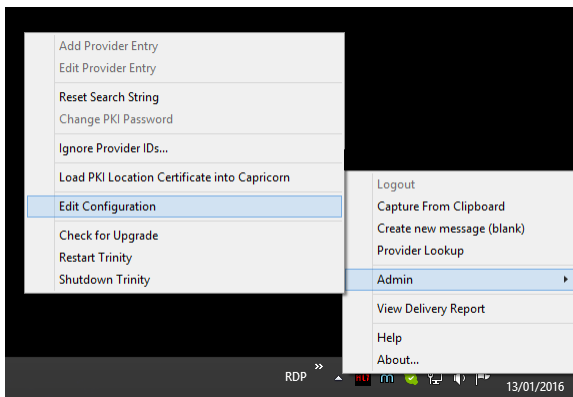 Add Provider Entry
Edit Provider Entry
Reset Search String
Change PKI Password
Ignore Provider IDs...
Load PKI Location Certificate into Capricorn
Edit Configuration
Check for Upgrade
Restart Trinity
Shutdown Trinity
Logout
Capture From Clipboard
Create new message (blank)
Provider Lookup
Admin
View Delivery Report
Help
About...
RDP
13/01/2016